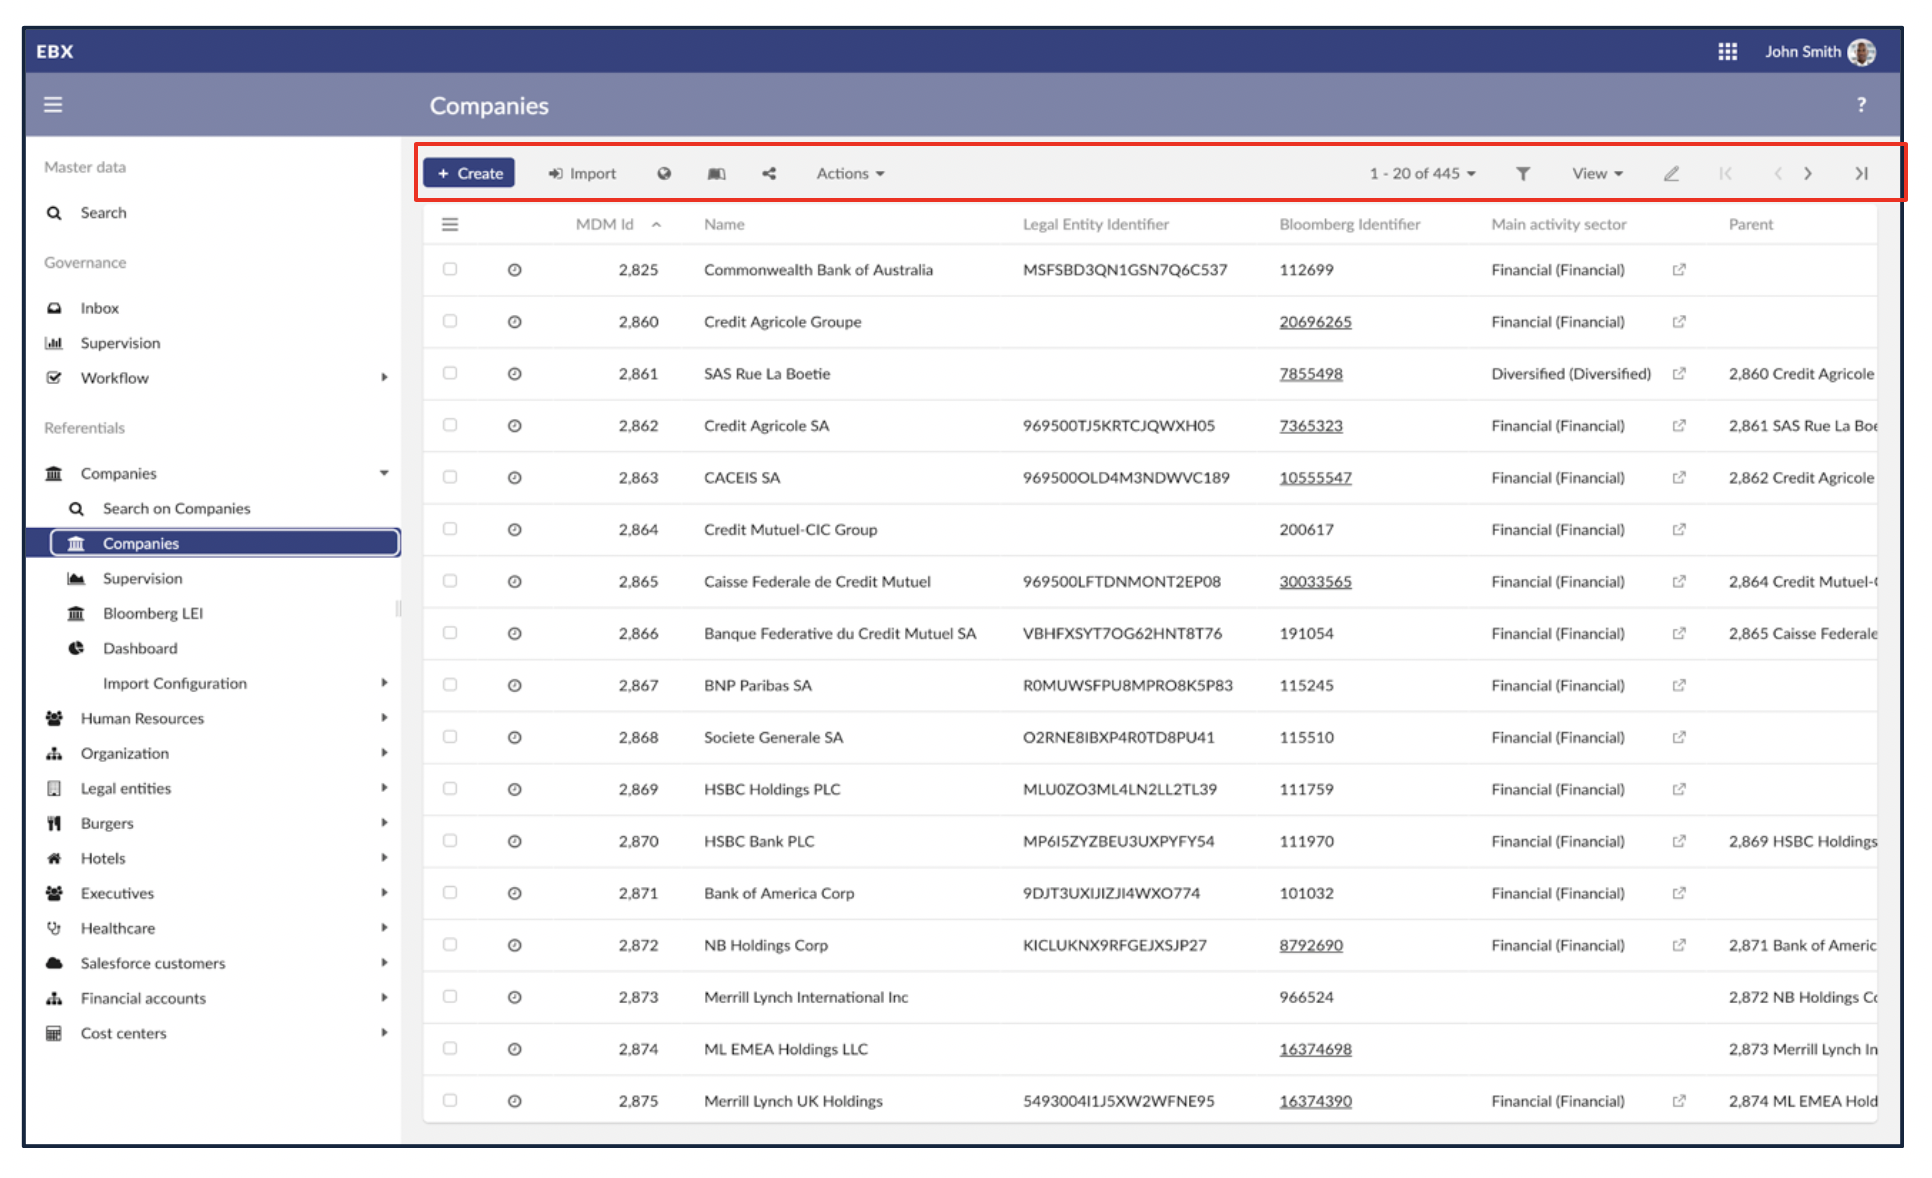 EBX
John Smith
Companies
?
Master data
Search
Governance
Inbox
Supervision
Workflow
Referentials
Companies
Search on Companies
Companies
Supervision
Bloomberg LEI
Dashboard
Import Configuration
Human Resources
Organization
Legal entities
Burgers
Hotels
Executives
Healthcare
Salesforce customers
Financial accounts
Cost centers
+ Create Import Actions 1 - 20 of 445 View
MDM Id Name Legal Entity Identifier Bloomberg Identifier Main activity sector Parent
2,825 Commonwealth Bank of Australia MSFSBD3QN1GSN7Q6C537 112699 Financial (Financial)
2,860 Credit Agricole Groupe 20696265 Financial (Financial)
2,861 SAS Rue La Boetie 7855498 Diversified (Diversified) 2,860 Credit Agricole
2,862 Credit Agricole SA 969500TJ5KRTCJQWXH05 7365323 Financial (Financial) 2,861 SAS Rue La Boe
2,863 CACEIS SA 969500OLD4M3NDWVC189 10555547 Financial (Financial) 2,862 Credit Agricole
2,864 Credit Mutuel-CIC Group 200617 Financial (Financial)
2,865 Caisse Federale de Credit Mutuel 969500LFTDNMONT2EP08 30033565 Financial (Financial) 2,864 Credit Mutuel-
2,866 Banque Federative du Credit Mutuel SA VBHFXSYT7OG62HNT8T76 191054 Financial (Financial) 2,865 Caisse Federale
2,867 BNP Paribas SA R0MUWSFPU8MPRO8K5P83 115245 Financial (Financial)
2,868 Societe Generale SA O2RNE8IBXP4R0TD8PU41 115510 Financial (Financial)
2,869 HSBC Holdings PLC MLU0ZO3ML4LN2LL2TL39 111759 Financial (Financial)
2,870 HSBC Bank PLC MP6I5ZYZBEU3UXPYFY54 111970 Financial (Financial) 2,869 HSBC Holdings
2,871 Bank of America Corp 9DJT3UXIJIZJI4WXO774 101032 Financial (Financial)
2,872 NB Holdings Corp KICLUKNX9RFGEJXSJP27 8792690 Financial (Financial) 2,871 Bank of Americ
2,873 Merrill Lynch International Inc 966524 2,872 NB Holdings Co
2,874 ML EMEA Holdings LLC 16374698 2,873 Merrill Lynch In
2,875 Merrill Lynch UK Holdings 5493004I1J5XW2WFNE95 16374390 Financial (Financial) 2,874 ML EMEA Hold